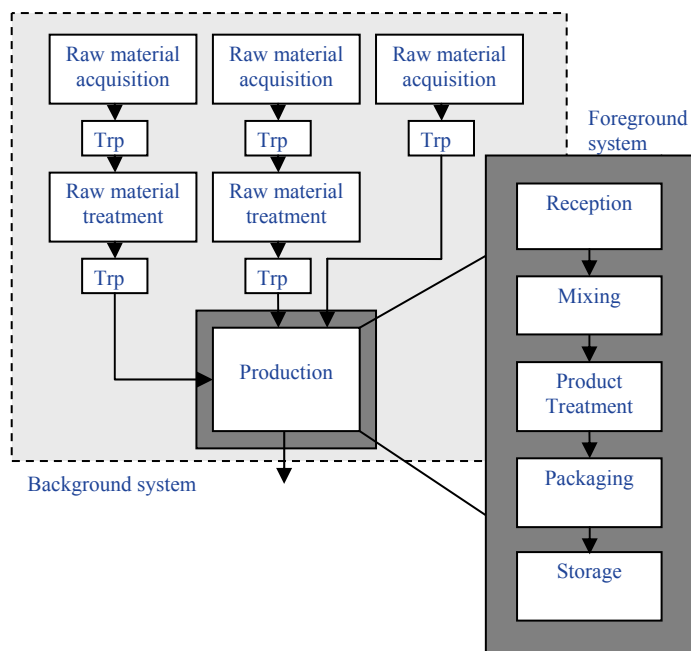 Raw material
acquisition
Raw material
acquisition
Raw material
acquisition
Trp
Trp
Trp
Raw material
treatment
Raw material
treatment
Trp
Trp
Production
Background system
Foreground
system
Reception
Mixing
Product
Treatment
Packaging
Storage